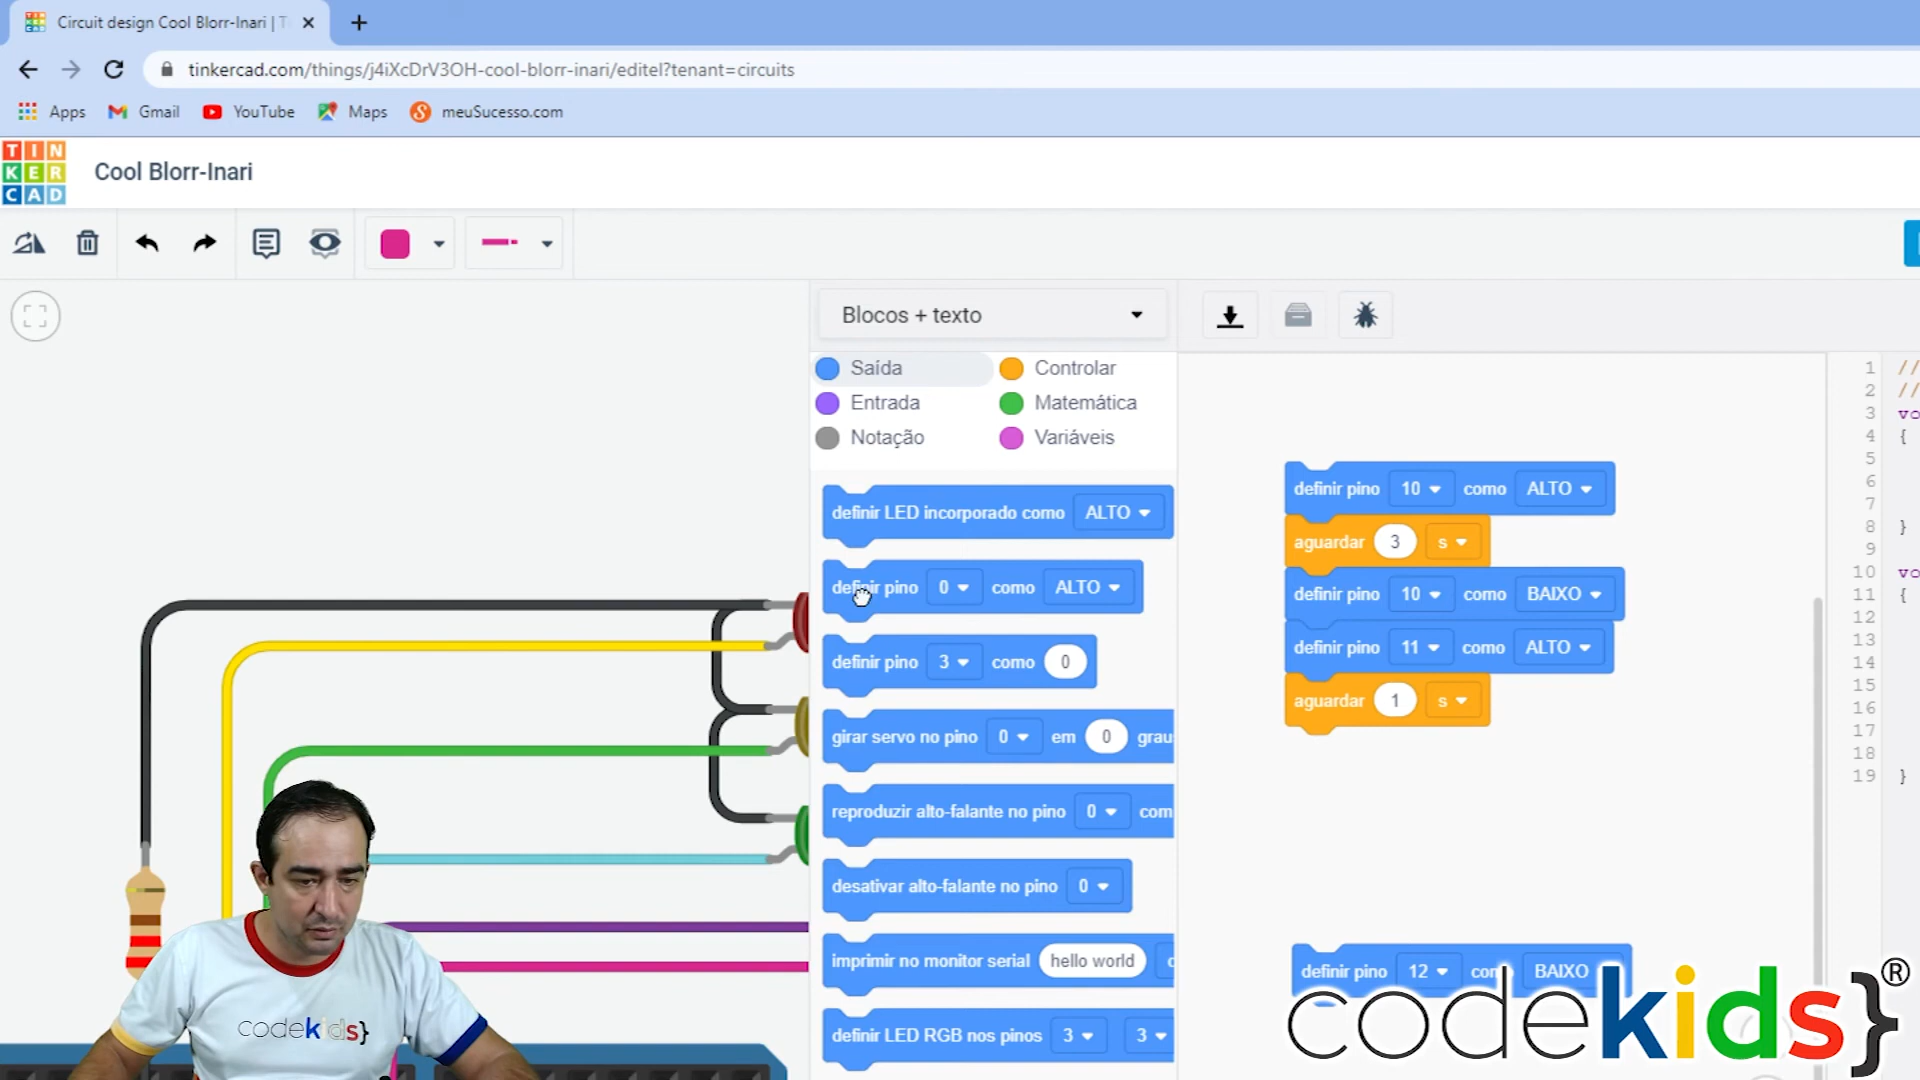 Circuit design Cool Blorr-Inari | T
tinkercad.com/things/j4iXcDrV3OH-cool-blorr-inari/editel?tenant=circuits
Apps
Gmail
YouTube
Maps
meuSucesso.com
TIN
KER
CAD
Cool Blorr-Inari
Blocos + texto
Saída
Controlar
Entrada
Matemática
Notação
Variáveis
definir LED incorporado como ALTO
definir pino 0 como ALTO
definir pino 3 como 0
girar servo no pino 0 em 0 grau
reproduzir alto-falante no pino 0 com
desativar alto-falante no pino 0
imprimir no monitor serial hello world
definir LED RGB nos pinos 3 3
definir pino 10 como ALTO
aguardar 3 s
definir pino 10 como BAIXO
definir pino 11 como ALTO
aguardar 1 s
definir pino 12 com BAIXO
1 //
2 //
3 vo
4 {
5
6
7
8 }
9
10 vo
11 {
12
13
14
15
16
17
18
19 }
codekids}
codekids}®